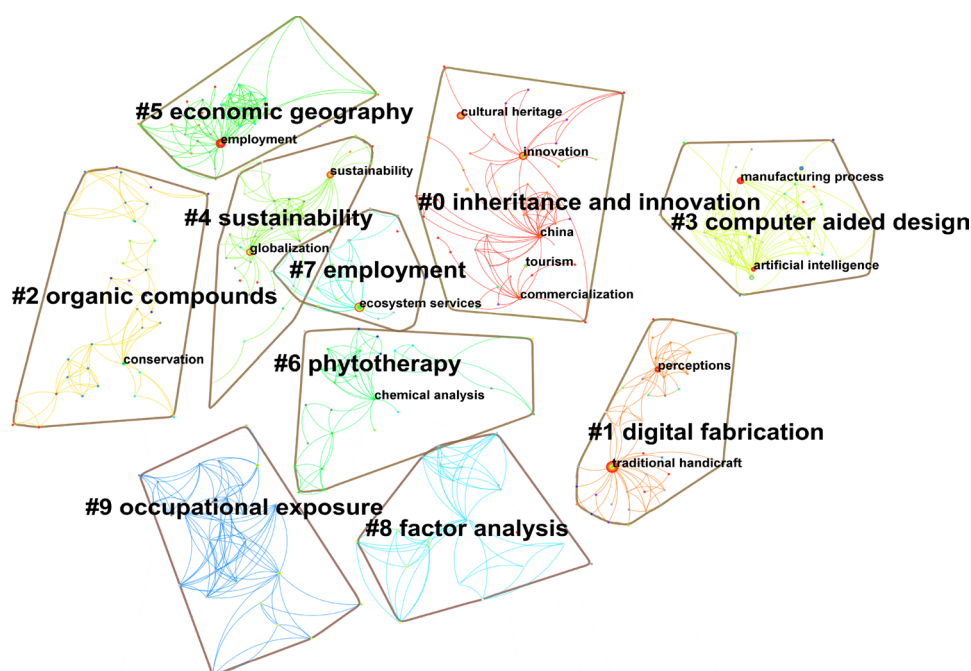 #5 economic geography
employment
cultural heritage
innovation
sustainability
manufacturing process
#4 sustainability
#0 inheritance and innovation
#3 computer aided design
globalization
china
tourism
#7 employment
artificial intelligence
#2 organic compounds
ecosystem services
commercialization
conservation
#6 phytotherapy
perceptions
chemical analysis
#1 digital fabrication
traditional handicraft
#9 occupational exposure
#8 factor analysis